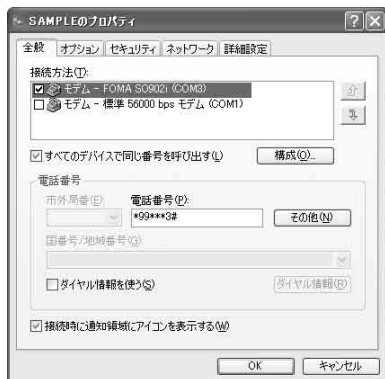 SAMPLEのプロパティ
全般 オプション セキュリティ ネットワーク 詳細設定
接続方法(T):
モデム - FOMA SO902i (COM3)
モデム - 標準 56000 bps モデム (COM1)
すべてのデバイスで同じ番号を呼び出す(L) 構成(O)...
電話番号
市外局番(E): 電話番号(P):
*99***3# その他(N)
国番号/地域番号(G):
ダイヤル情報を使う(S) ダイヤル情報(R)
接続時に通知領域にアイコンを表示する(W)
OK キャンセル